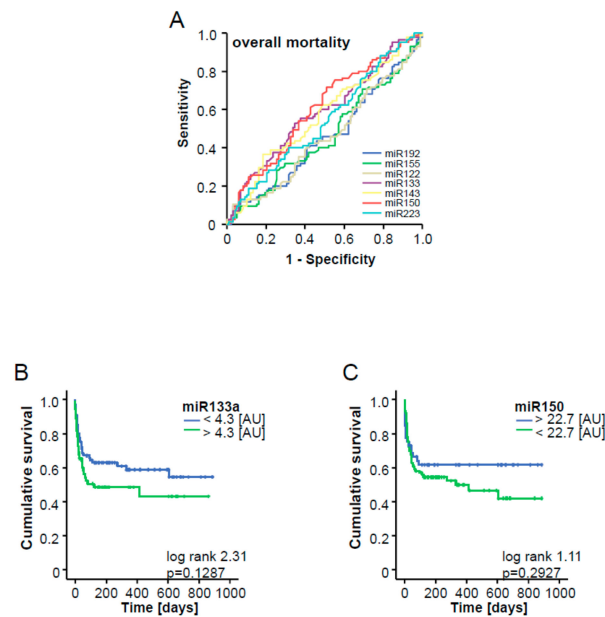 A
overall mortality
Sensitivity
1.0
0.8
0.6
0.4
0.2
0
miR192
miR155
miR122
miR133
miR143
miR150
miR223
0 0.2 0.4 0.6 0.8 1.0
1 - Specificity
B
miR133a
< 4.3 [AU]
> 4.3 [AU]
Cumulative survival
1.0
0.8
0.6
0.4
0.2
0
log rank 2.31
p=0.1287
0 200 400 600 800 1000
Time [days]
C
miR150
> 22.7 [AU]
< 22.7 [AU]
Cumulative survival
1.0
0.8
0.6
0.4
0.2
0
log rank 1.11
p=0.2927
0 200 400 600 800 1000
Time [days]